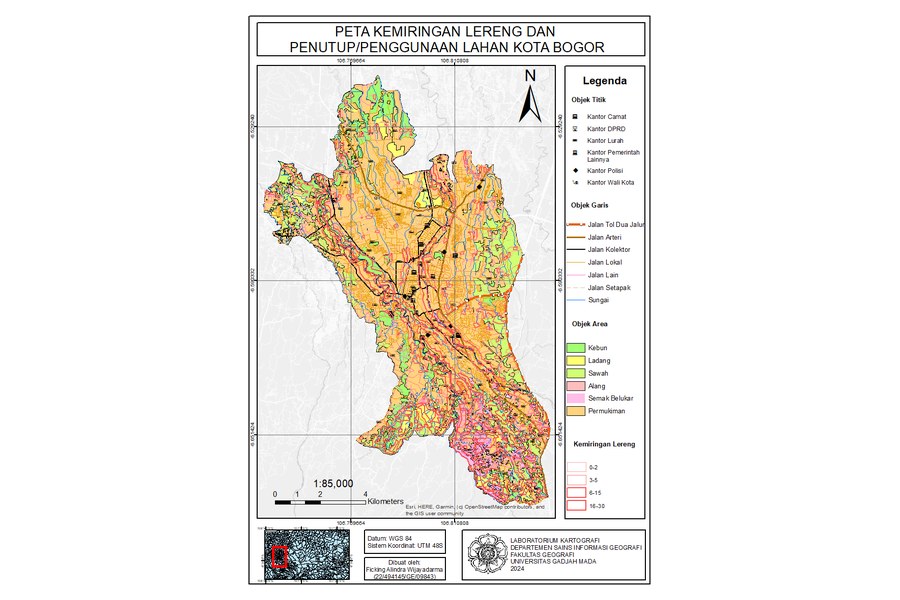 PETA KEMIRINGAN LERENG DAN
PENUTUP/PENGGUNAAN LAHAN KOTA BOGOR
106.810808
N
Legenda
Objek Titik
Kantor Camat
Kantor DPRD
Kantor Lurah
Kantor Pemerintah
Lainnya
Kantor Polisi
Kantor Wali Kota
Objek Garis
Jalan Tol Dua Jalur
Jalan Arteri
Jalan Kolektor
Jalan Lokal
Jalan Lain
Jalan Setapak
Sungai
Objek Area
Kebun
Ladang
Sawah
Alang
Semak Belukar
Permukiman
Kemiringan Lereng
0-2
3-5
6-15
16-30
1:85,000
0 1 2 4
Kilometers
Esri, HERE, Garmin, (c) OpenStreetMap contributors, and
the GIS user community
106.810808
Datum: WGS 84
Sistem Koordinat: UTM 48S
Dibuat oleh:
Ficking Alindra Wijayadarma
(22/494145/GE/09843)
LABORATORIUM KARTOGRAFI
DEPARTEMEN SAINS INFORMASI GEOGRAFI
FAKULTAS GEOGRAFI
UNIVERSITAS GADJAH MADA
2024